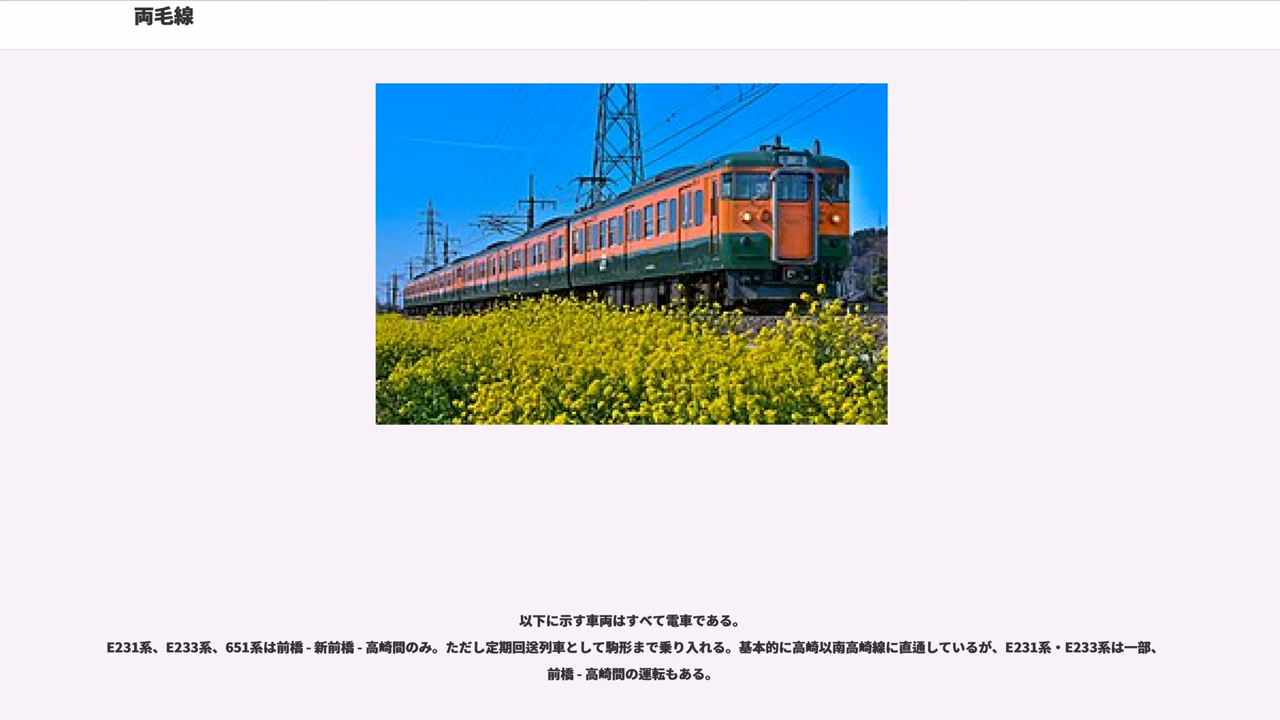 両毛線
以下に示す車両はすべて電車である。
E231系、E233系、651系は前橋 - 新前橋 - 高崎間のみ。ただし定期回送列車として駒形まで乗り入れる。基本的に高崎以南高崎線に直通しているが、E231系・E233系は一部、
前橋 - 高崎間の運転もある。